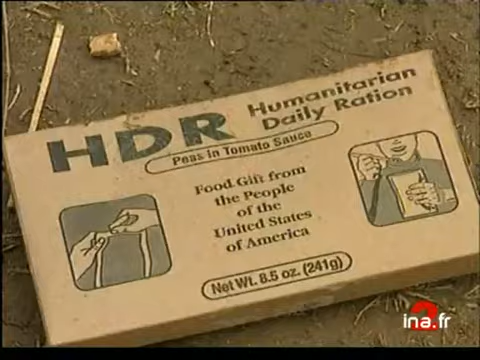 HDR
Humanitarian
Daily Ration
Peas in Tomato Sauce
Food Gift from
the People
of the
United States
of America
Net Wt. 8.5 oz. (241g)
2
ina.fr